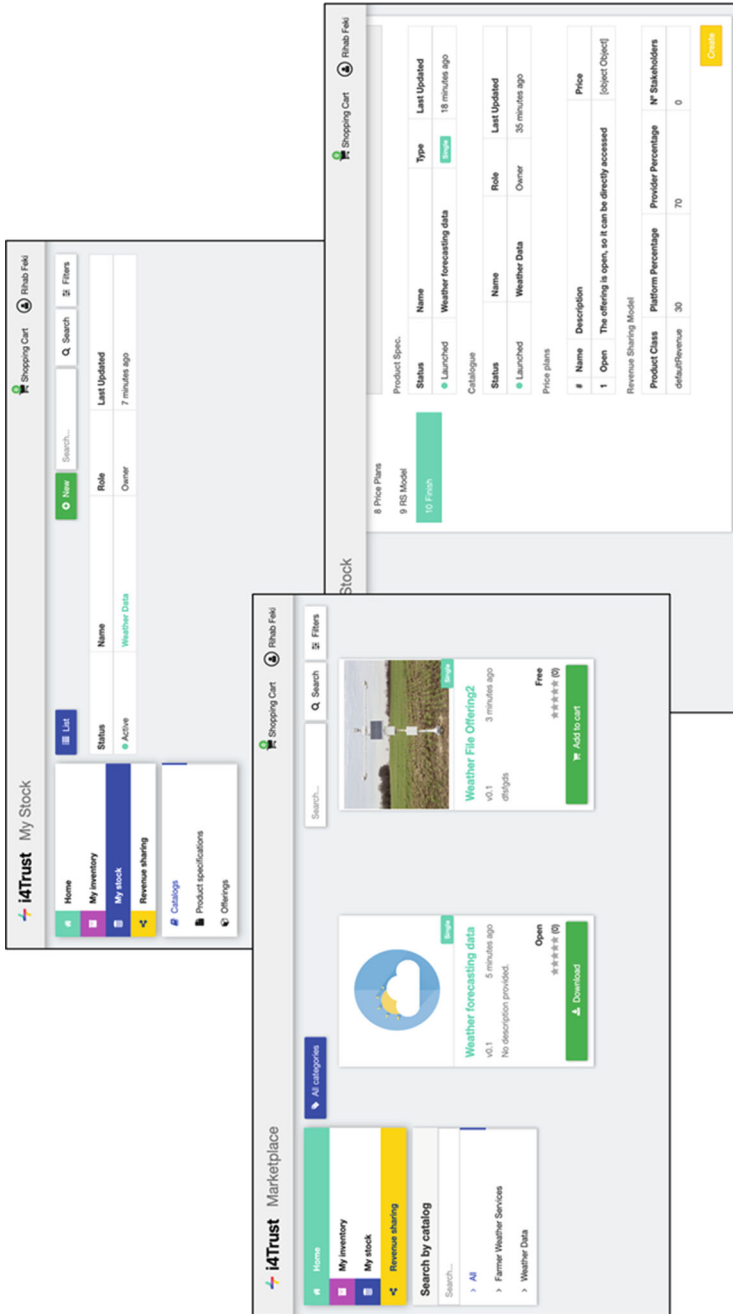 i4Trust My Stock
Shopping Cart Rihab Feki
Home
My inventory
My stock
Revenue sharing
Catalogs
Product specifications
Offerings
List
New
Search...
Search
Filters
Status Name Role Last Updated
Active Weather Data Owner 7 minutes ago
i4Trust Marketplace
0 Shopping Cart Rihab Feki
Home
My inventory
My stock
Revenue sharing
Search by catalog
Search...
> All
> Farmer Weather Services
> Weather Data
All categories
Search...
Search
Filters
Single
Weather forecasting data
v0.1 5 minutes ago
No description provided.
Open
(0)
Download
Single
Weather File Offering2
v0.1 3 minutes ago
dfsfgds
Free
(0)
Add to cart
Stock
Shopping Cart Rihab Feki
8 Price Plans
9 RS Model
10 Finish
Product Spec.
Status Name Type Last Updated
Launched Weather forecasting data Single 18 minutes ago
Catalogue
Status Name Role Last Updated
Launched Weather Data Owner 35 minutes ago
Price plans
# Name Description Price
1 Open The offering is open, so it can be directly accessed [object Object]
Revenue Sharing Model
Product Class Platform Percentage Provider Percentage Nº Stakeholders
defaultRevenue 30 70 0
Create